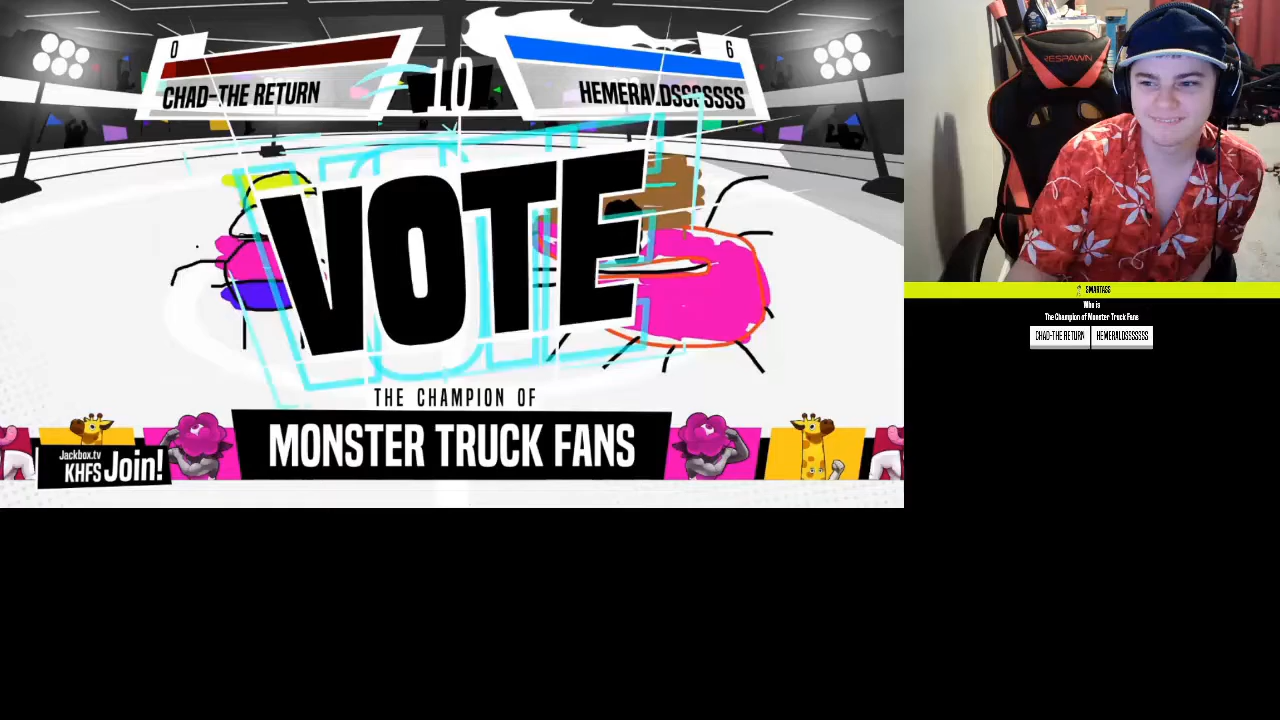 0
CHAD-THE RETURN
10
6
HEMERALDSSSSSSS
VOTE
THE CHAMPION OF
MONSTER TRUCK FANS
Jackbox.tv
KHFS Join!
RESPAWN
SMARTASS
Who is
The Champion of Monster Truck Fans
CHAD-THE RETURN HEMERALDSSSSSSS